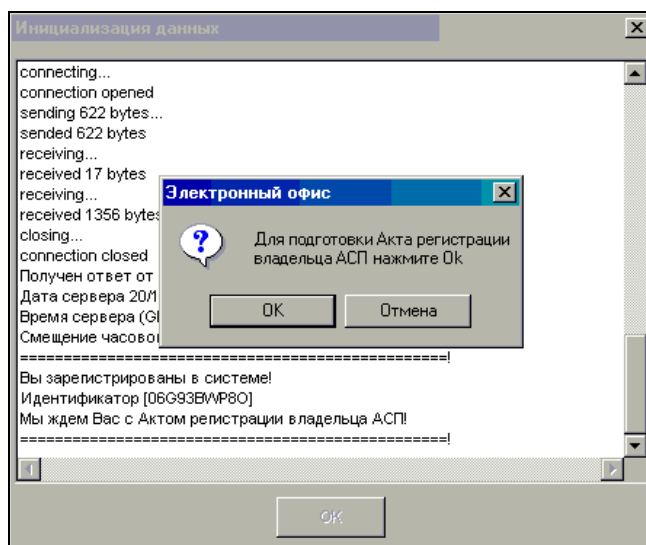 Инициализация данных
connecting...
connection opened
sending 622 bytes...
sended 622 bytes
receiving...
received 17 bytes
receiving...
received 1356 bytes
closing...
connection closed
Получен ответ от
Дата сервера 20/1
Время сервера
Смещение
==================================================!
Вы зарегистрированы в системе!
Идентификатор [06G93BWP8O]
Мы ждем Вас с Актом регистрации владельца АСП!
==================================================!
Электронный офис
Для подготовки Акта регистрации
владельца АСП нажмите Ok
OK
Отмена
OK